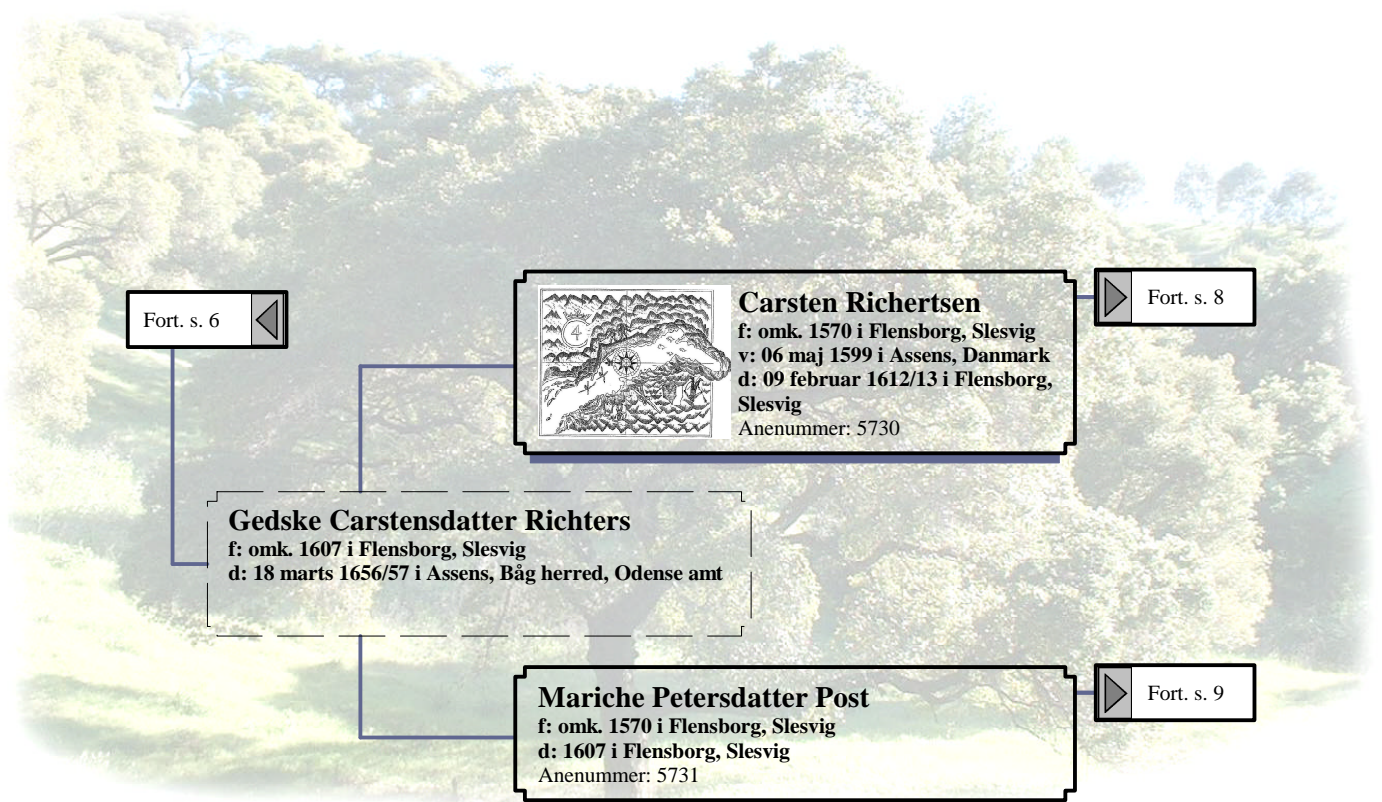 Fort. s. 6
Carsten Richertsen
f: omk. 1570 i Flensborg, Slesvig
v: 06 maj 1599 i Assens, Danmark
d: 09 februar 1612/13 i Flensborg,
Slesvig
Anenummer: 5730
4
Fort. s. 8
Gedske Carstensdatter Richters
f: omk. 1607 i Flensborg, Slesvig
d: 18 marts 1656/57 i Assens, Båg herred, Odense amt
Mariche Petersdatter Post
f: omk. 1570 i Flensborg, Slesvig
d: 1607 i Flensborg, Slesvig
Anenummer: 5731
Fort. s. 9